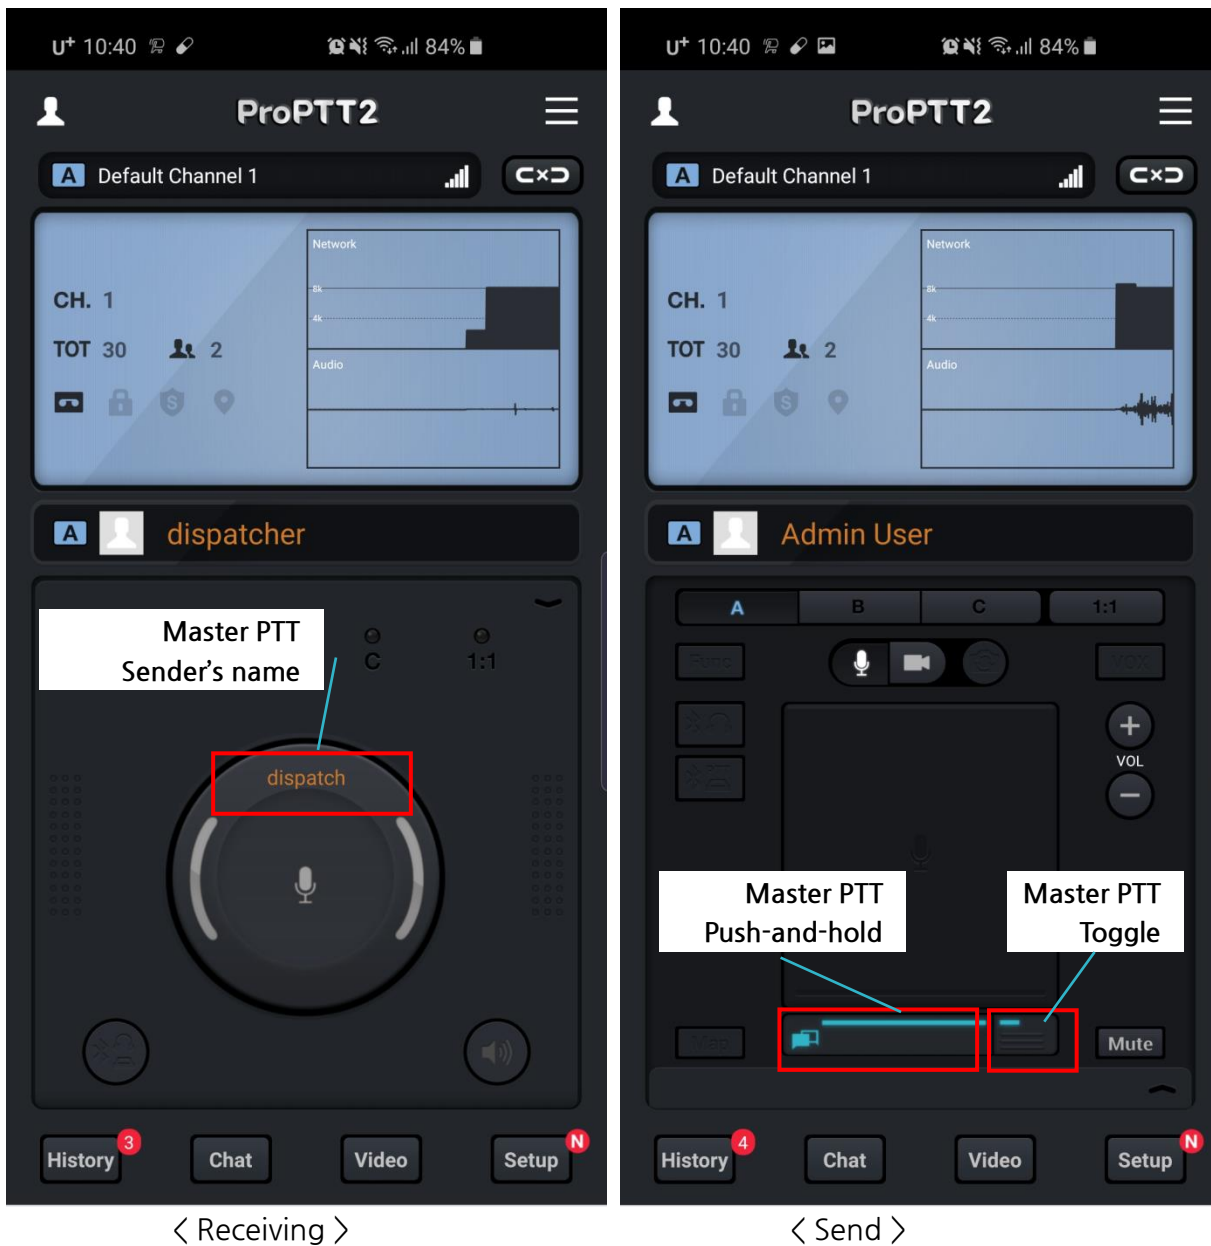 U+ 10:40 84%
ProPTT2
A Default Channel 1
Network
8k
CH. 1
4k
TOT 30 2
Audio
S
A dispatcher
Master PTT
Sender's name
C 1:1
dispatch
History 3 Chat Video Setup N
< Receiving >
U+ 10:40 84%
ProPTT2
A Default Channel 1
Network
8k
CH. 1
4k
TOT 30 2
Audio
S
A Admin User
A B C 1:1
Func VOX
VOL
Master PTT
Push-and-hold
Master PTT
Toggle
Map Mute
History 4 Chat Video Setup N
< Send >